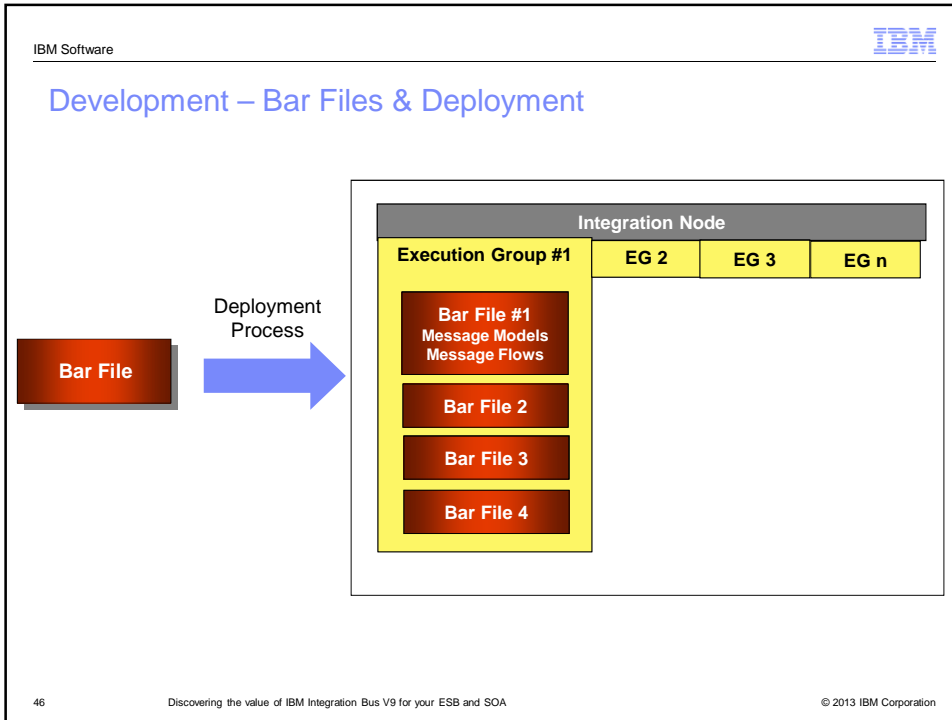 IBM Software
IBM
Development – Bar Files & Deployment
Integration Node
Execution Group #1
EG 2
EG 3
EG n
Deployment
Process
Bar File #1
Message Models
Message Flows
Bar File
Bar File 2
Bar File 3
Bar File 4
46
Discovering the value of IBM Integration Bus V9 for your ESB and SOA
© 2013 IBM Corporation